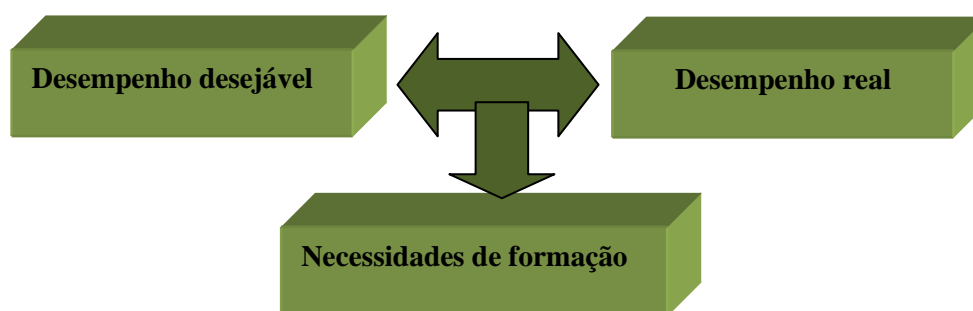 Desempenho desejável
Desempenho real
Necessidades de formação